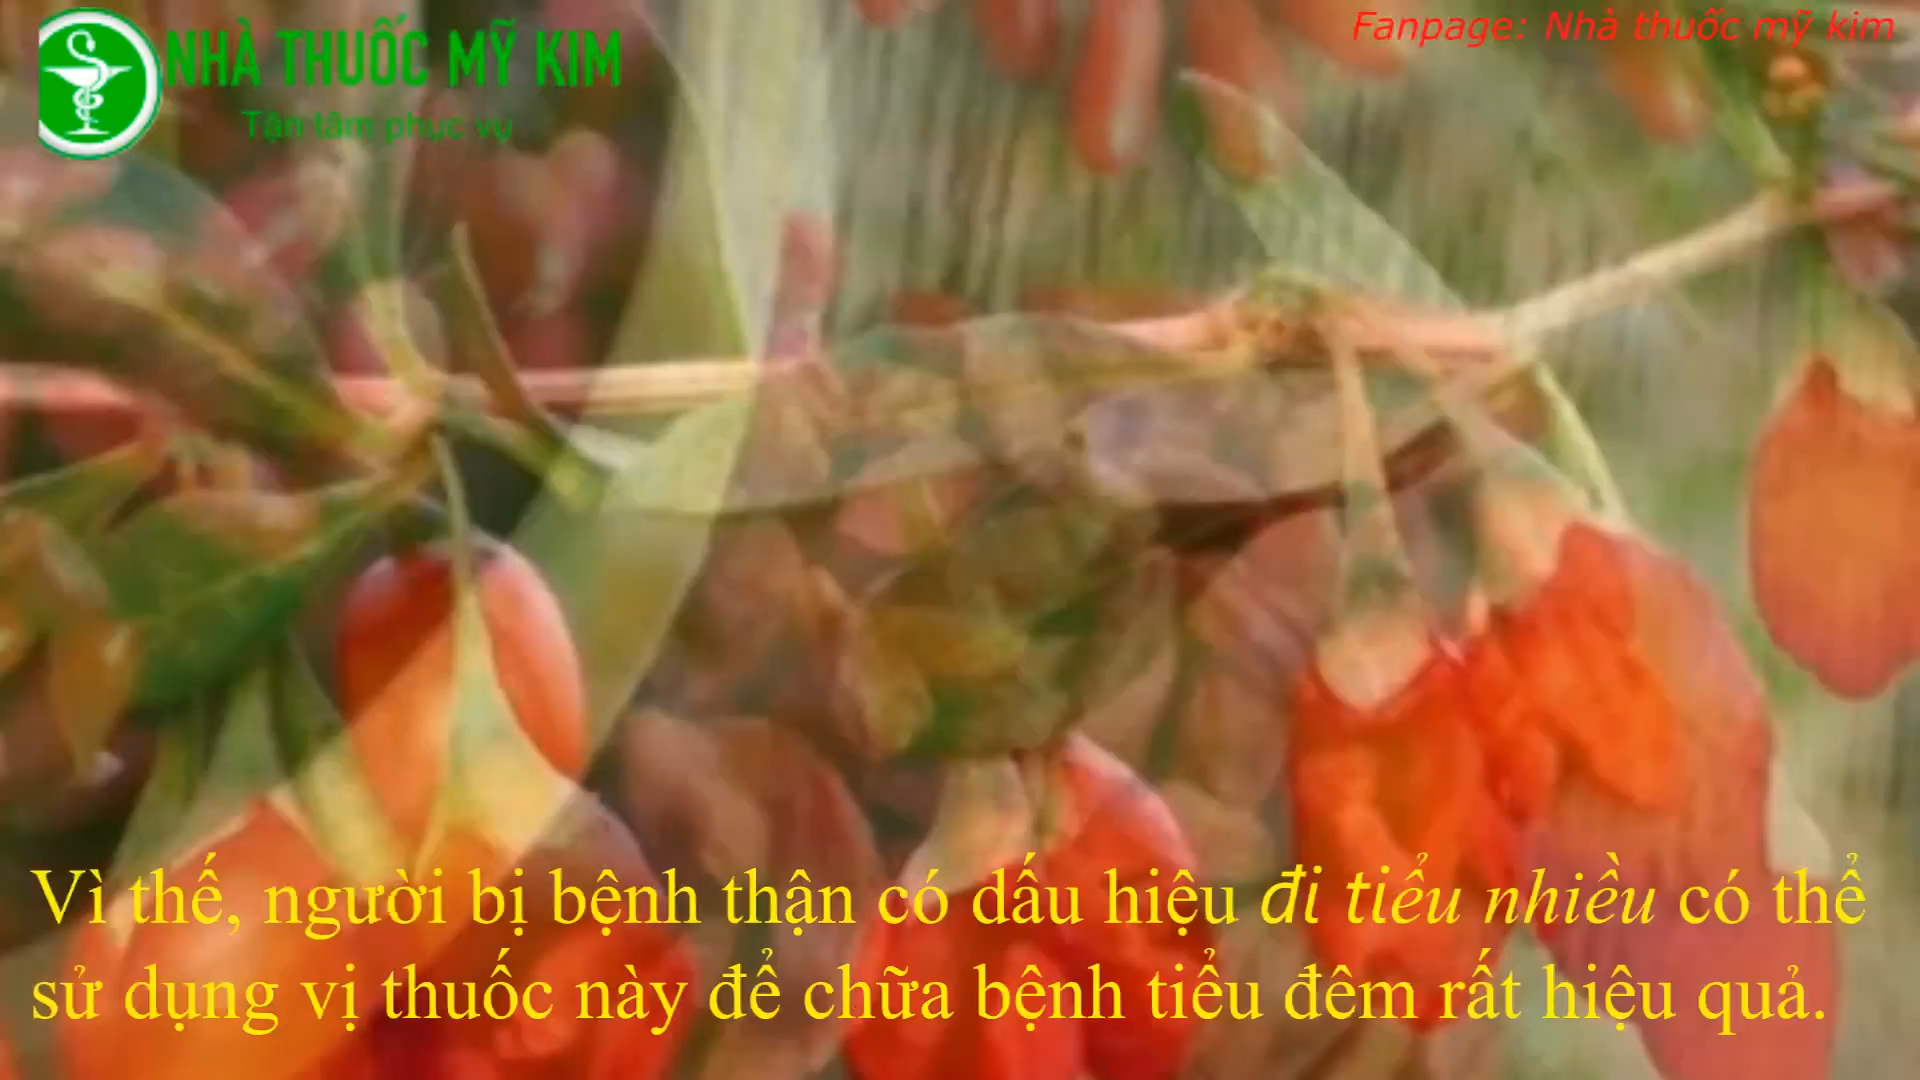 NHÀ THUỐC MỸ KIM
Tận tâm phục vụ
Fanpage: Nhà thuốc mỹ kim
Vì thế, người bị bệnh thận có dấu hiệu đi tiểu nhiều có thể
sử dụng vị thuốc này để chữa bệnh tiểu đêm rất hiệu quả.